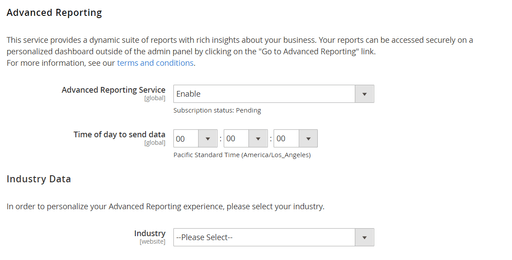 Advanced Reporting
This service provides a dynamic suite of reports with rich insights about your business. Your reports can be accessed securely on a
personalized dashboard outside of the admin panel by clicking on the "Go to Advanced Reporting" link.
For more information, see our terms and conditions.
Advanced Reporting Service
[global]
Enable
Subscription status: Pending
Time of day to send data
[global]
00 : 00 : 00
Pacific Standard Time (America/Los_Angeles)
Industry Data
In order to personalize your Advanced Reporting experience, please select your industry.
Industry
[website]
--Please Select--